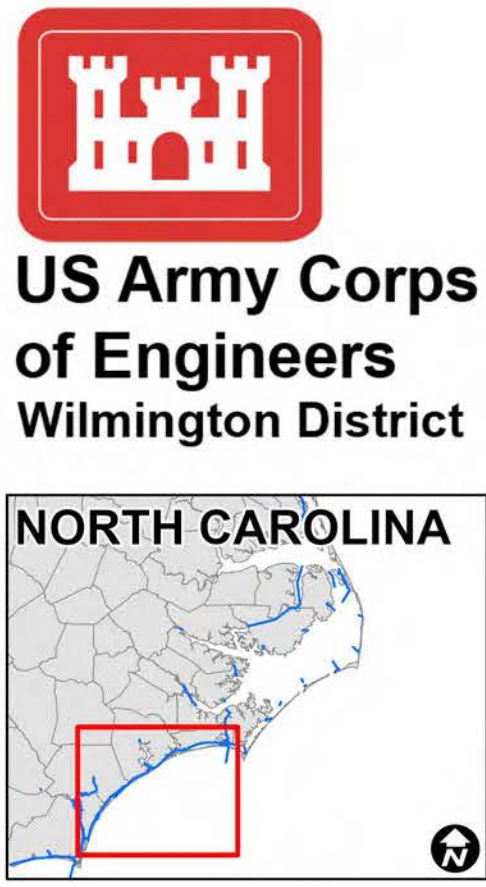 US Army Corps
of Engineers
Wilmington District
NORTH CAROLINA
N